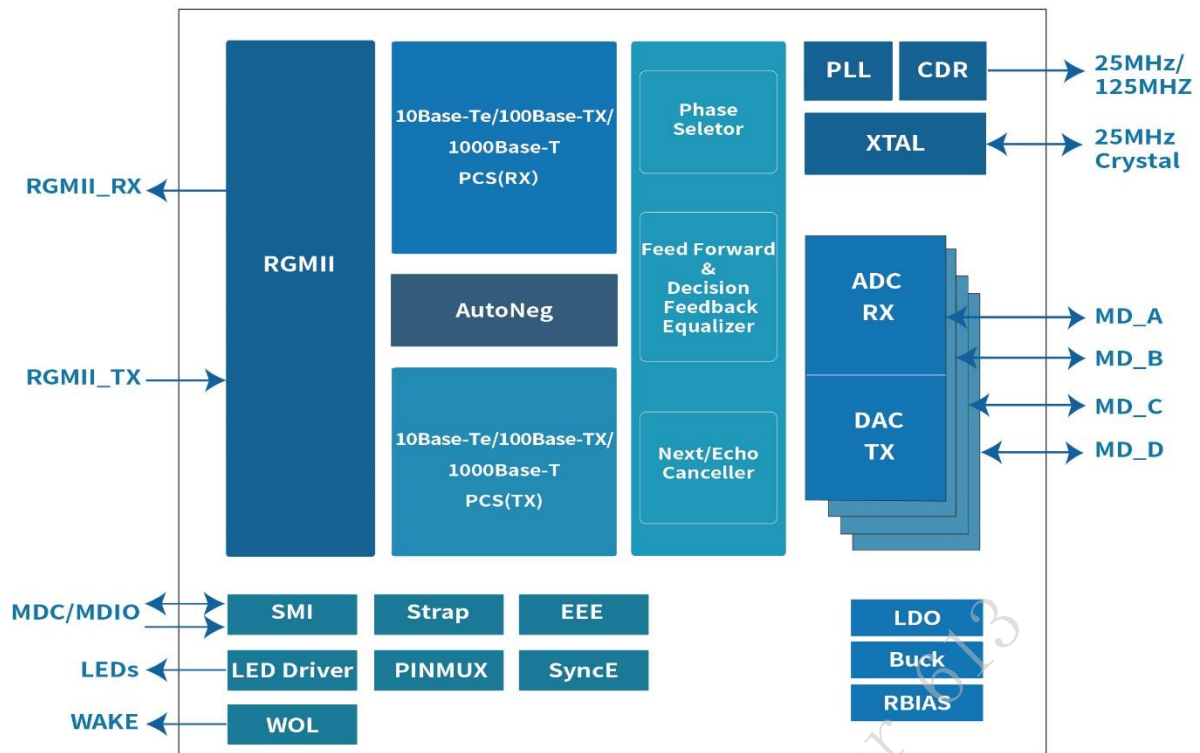 RGMII_RX
RGMII_TX
MDC/MDIO
LEDs
WAKE
RGMII
10Base-Te/100Base-TX/
1000Base-T
PCS(RX)
AutoNeg
10Base-Te/100Base-TX/
1000Base-T
PCS(TX)
Phase
Seletor
Feed Forward
&
Decision
Feedback
Equalizer
Next/Echo
Canceller
PLL
CDR
XTAL
25MHz/
125MHZ
25MHz
Crystal
ADC
RX
DAC
TX
MD_A
MD_B
MD_C
MD_D
SMI
Strap
EEE
LED Driver
PINMUX
SyncE
WOL
LDO
Buck
RBIAS
613